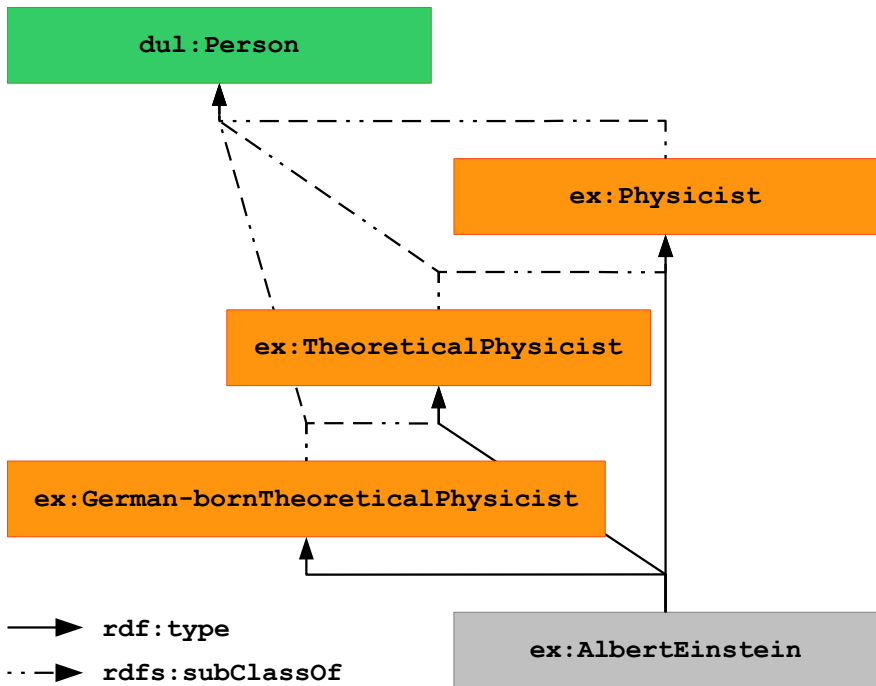 dul:Person
ex:Physicist
ex:TheoreticalPhysicist
ex:German-bornTheoreticalPhysicist
rdf:type
ex:AlbertEinstein
rdfs:subClassOf